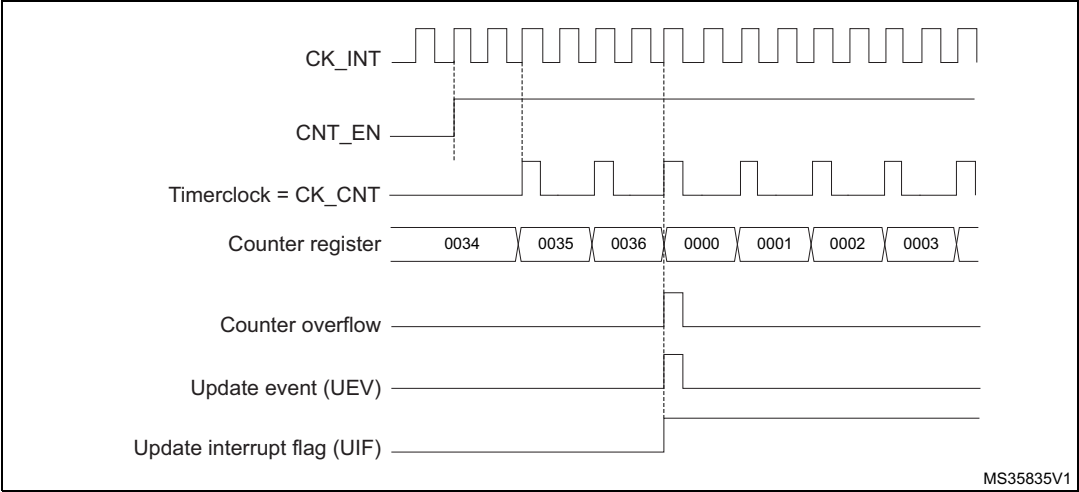 CK_INT
CNT_EN
Timerclock = CK_CNT
Counter register 0034 0035 0036 0000 0001 0002 0003
Counter overflow
Update event (UEV)
Update interrupt flag (UIF)
MS35835V1